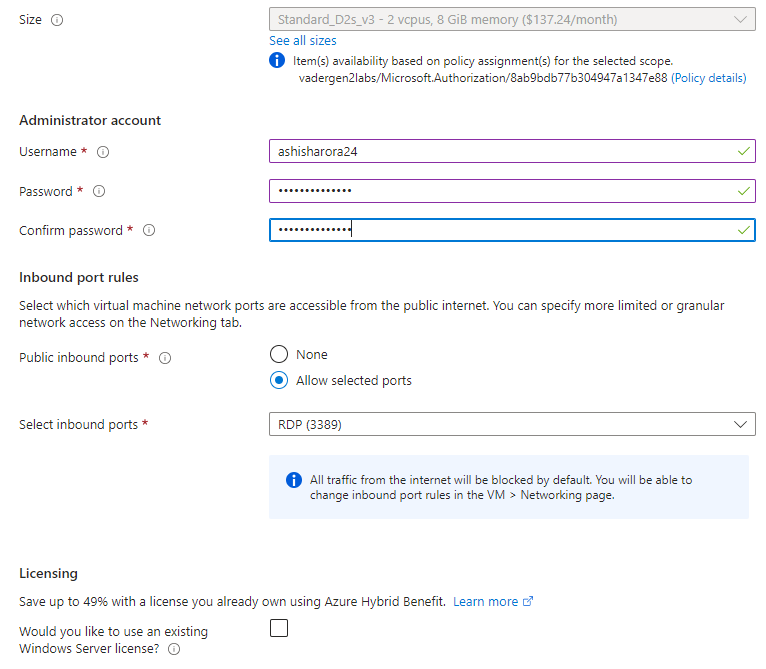 Size
Standard_D2s_v3 - 2 vcpus, 8 GiB memory ($137.24/month)
See all sizes
Item(s) availability based on policy assignment(s) for the selected scope.
vadergen2labs/Microsoft.Authorization/8ab9bdb77b304947a1347e88 (Policy details)
Administrator account
Username *
ashisharora24
Password *
••••••••••••••
Confirm password *
••••••••••••••
Inbound port rules
Select which virtual machine network ports are accessible from the public internet. You can specify more limited or granular
network access on the Networking tab.
Public inbound ports *
None
Allow selected ports
Select inbound ports *
RDP (3389)
All traffic from the internet will be blocked by default. You will be able to
change inbound port rules in the VM > Networking page.
Licensing
Save up to 49% with a license you already own using Azure Hybrid Benefit. Learn more
Would you like to use an existing
Windows Server license?